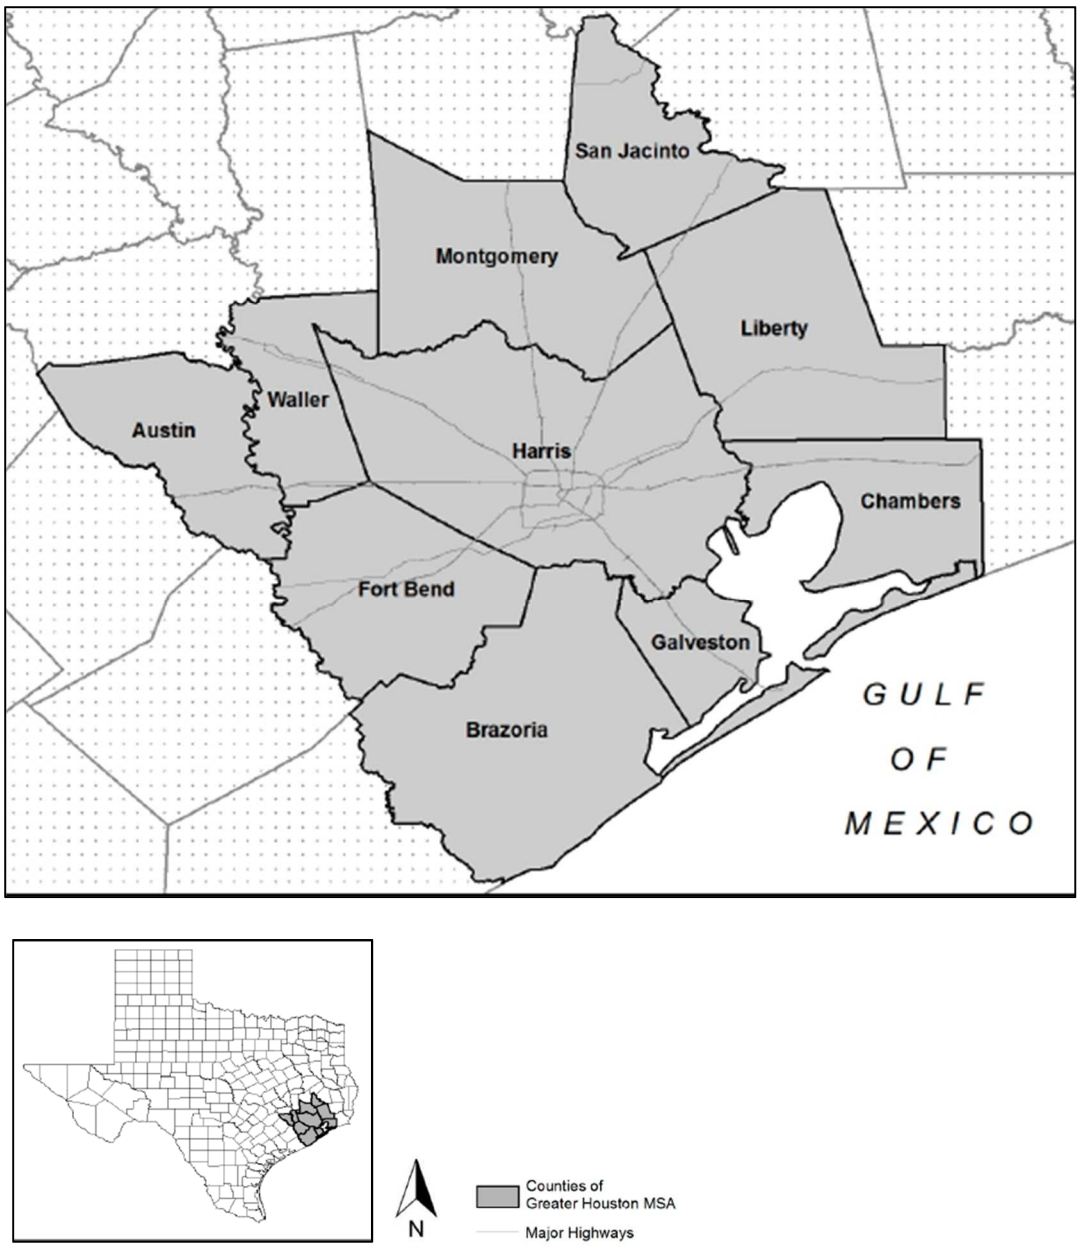 San Jacinto
Montgomery
Liberty
Waller
Austin
Harris
Chambers
Fort Bend
Galveston
Brazoria
GULF
OF
MEXICO
N
Counties of
Greater Houston MSA
Major Highways